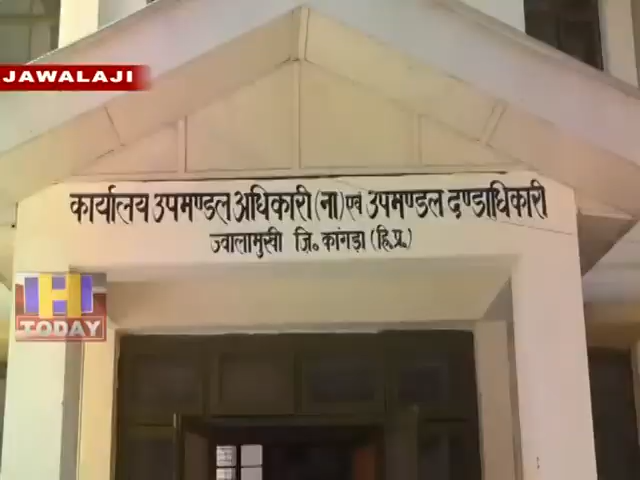 JAWALAJI
कार्यालय उपमण्डल अधिकारी (ना) एवं उपमण्डल दण्डाधिकारी
ज्वालामुखी जि॰ कांगड़ा (हि.प्र.)
H
TODAY